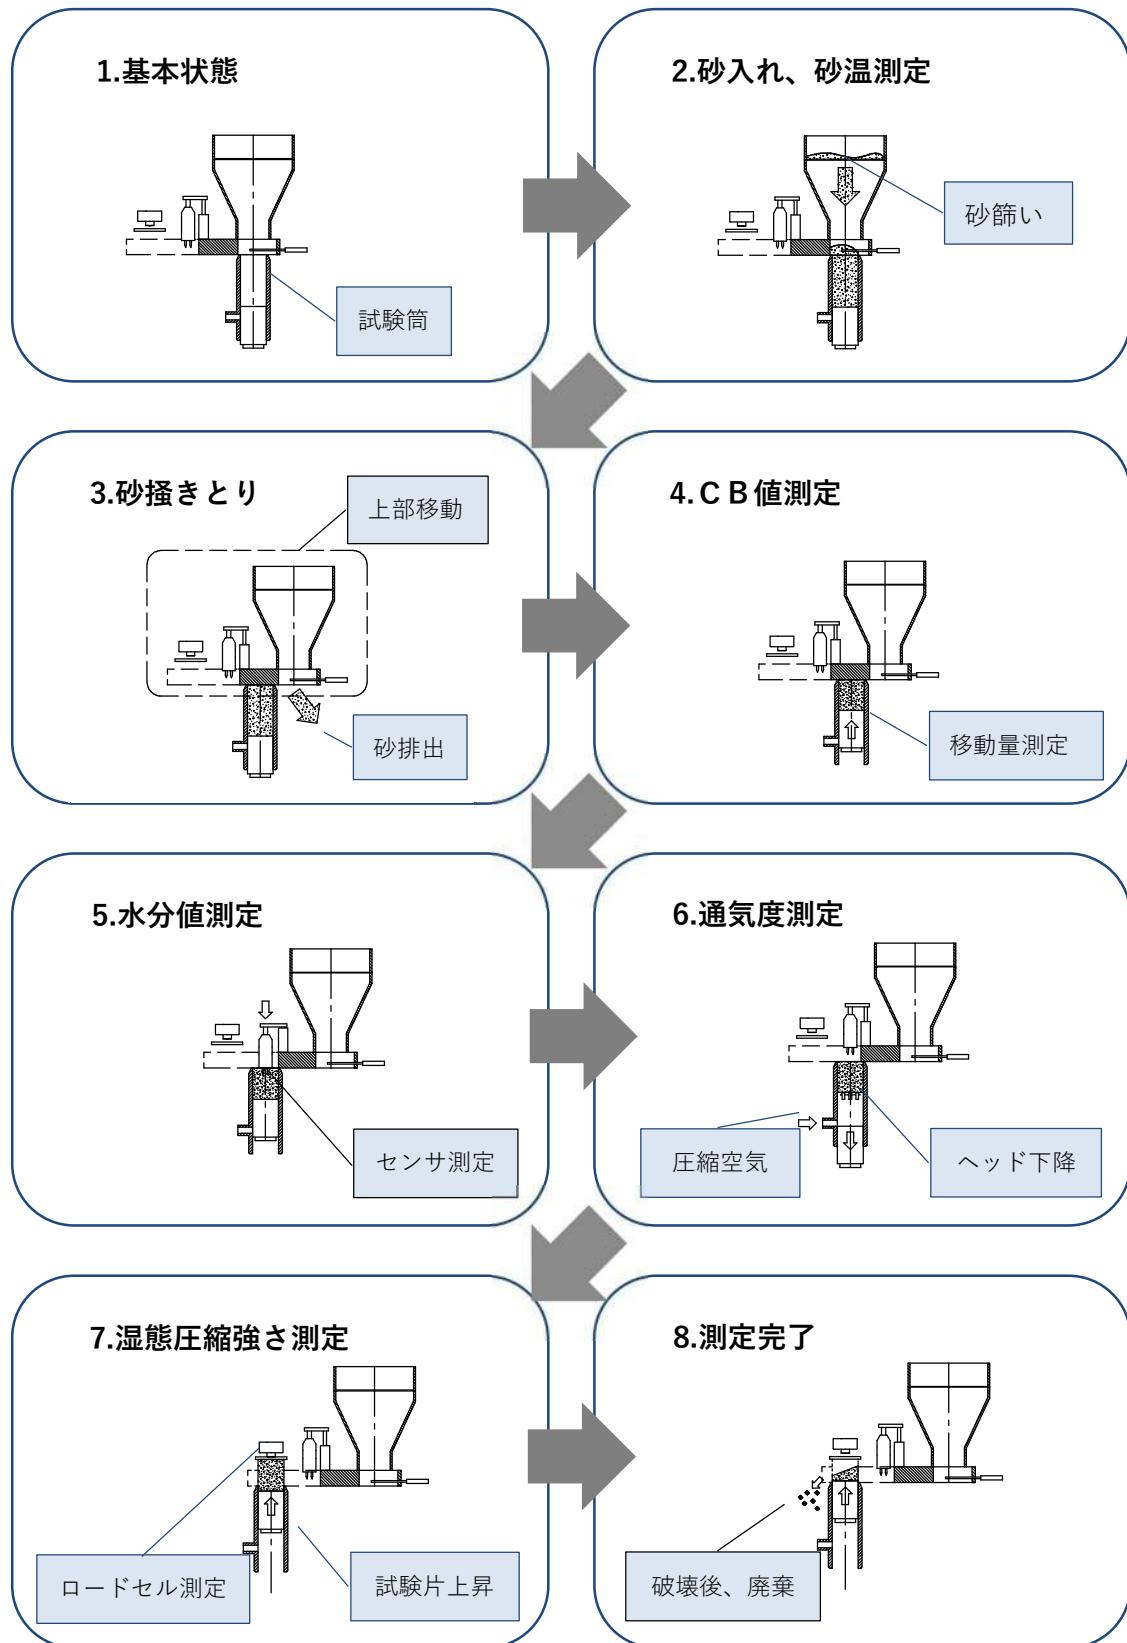 1.基本状態
試験筒
2.砂入れ、砂温測定
砂篩い
3.砂掻きとり
上部移動
砂排出
4.ＣＢ値測定
移動量測定
5.水分値測定
センサ測定
6.通気度測定
圧縮空気
ヘッド下降
7.湿態圧縮強さ測定
ロードセル測定
試験片上昇
8.測定完了
破壊後、廃棄